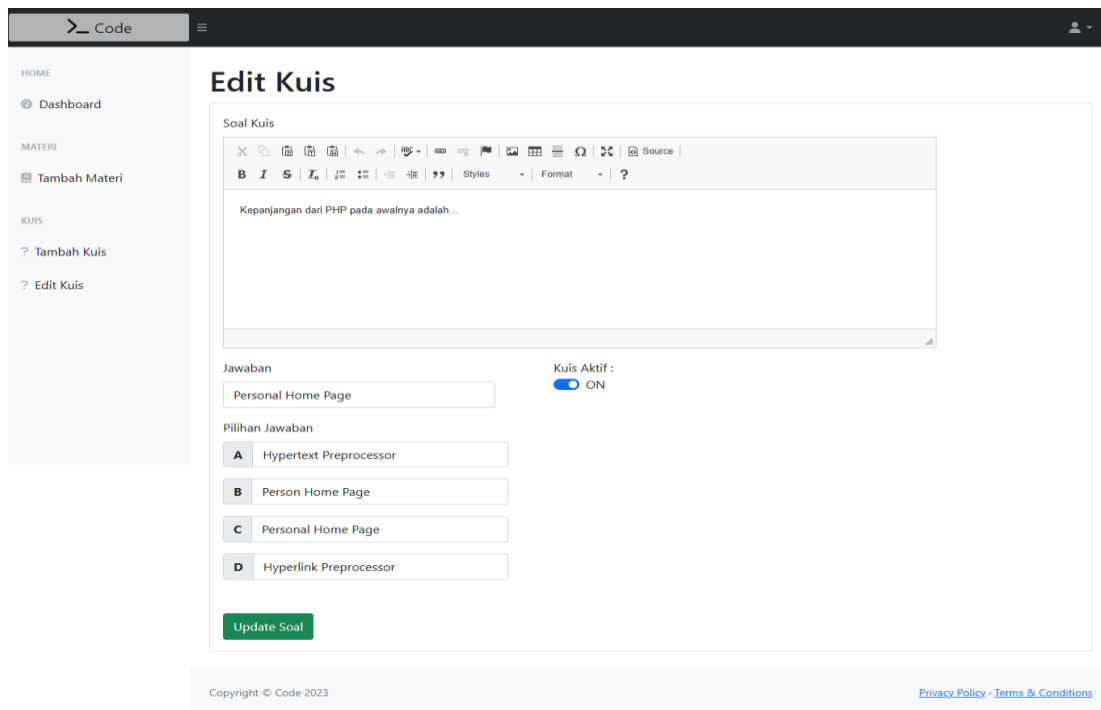 Code
HOME
Dashboard
MATERI
Tambah Materi
KUIS
? Tambah Kuis
? Edit Kuis
Edit Kuis
Soal Kuis
Source
B I S Styles Format ?
Kepanjangan dari PHP pada awalnya adalah...
Jawaban
Kuis Aktif :
Personal Home Page
ON
Pilihan Jawaban
A Hypertext Preprocessor
B Person Home Page
C Personal Home Page
D Hyperlink Preprocessor
Update Soal
Copyright © Code 2023
Privacy Policy · Terms & Conditions